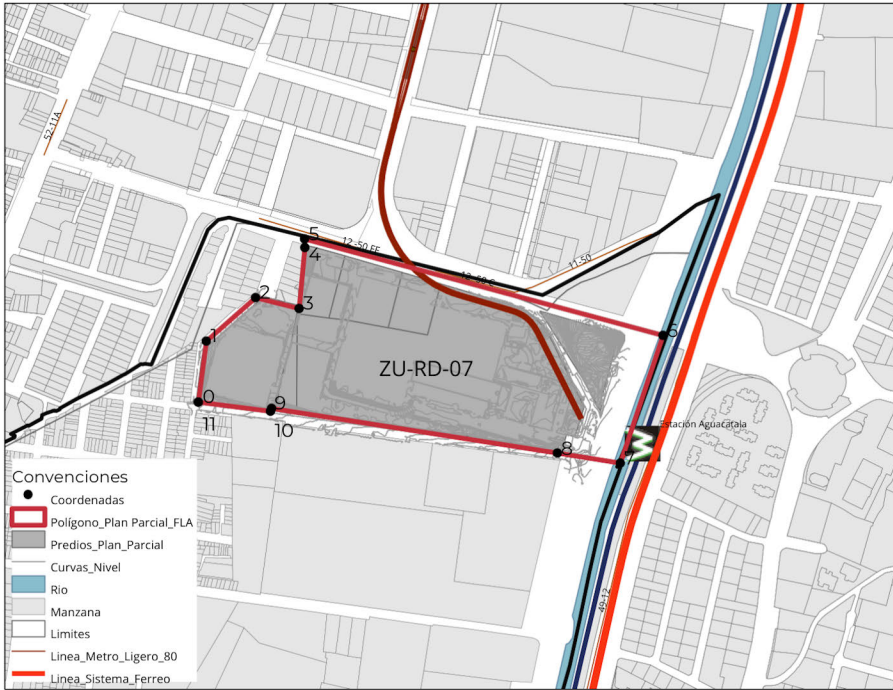 52-11A
5
12 -50 EE
4
12 -50 C
11-50
2
3
1
6
ZU-RD-07
0
9
11
10
Estación Aguacatala
8
7
49-12
Convenciones
Coordenadas
Polígono_Plan Parcial_FLA
Predios_Plan_Parcial
Curvas_Nivel
Rio
Manzana
Limites
Linea_Metro_Ligero_80
Linea_Sistema_Ferreo